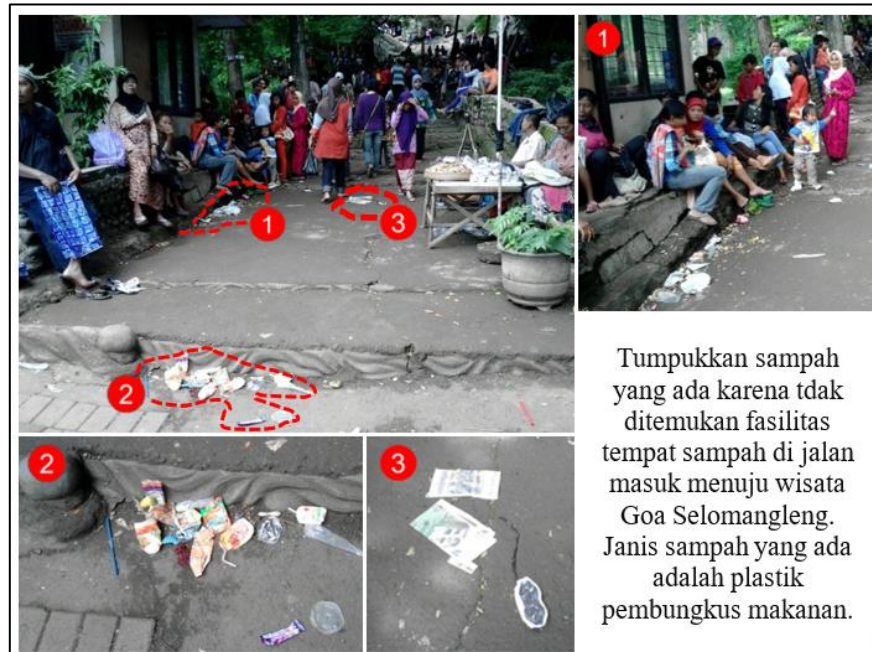 1
3
2
1
2
3
Tumpukkan sampah
yang ada karena tdak
ditemukan fasilitas
tempat sampah di jalan
masuk menuju wisata
Goa Selomangleng.
Janis sampah yang ada
adalah plastik
pembungkus makanan.